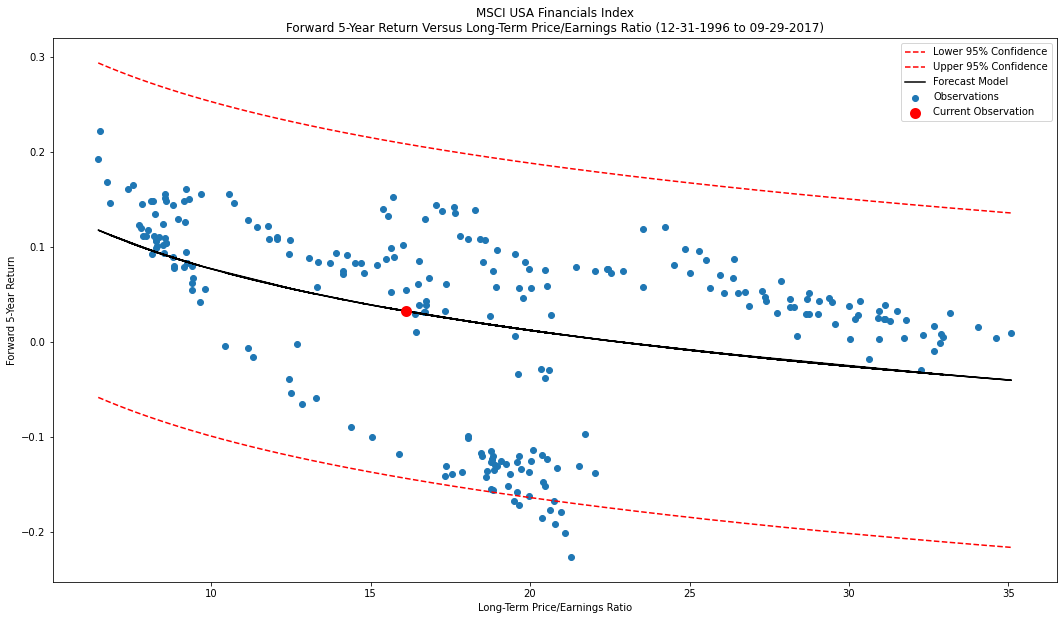 MSCI USA Financials Index
Forward 5-Year Return Versus Long-Term Price/Earnings Ratio (12-31-1996 to 09-29-2017)
Lower 95% Confidence
Upper 95% Confidence
Forecast Model
Observations
Current Observation
Forward 5-Year Return
0.3
0.2
0.1
0.0
−0.1
−0.2
10
15
20
25
30
35
Long-Term Price/Earnings Ratio